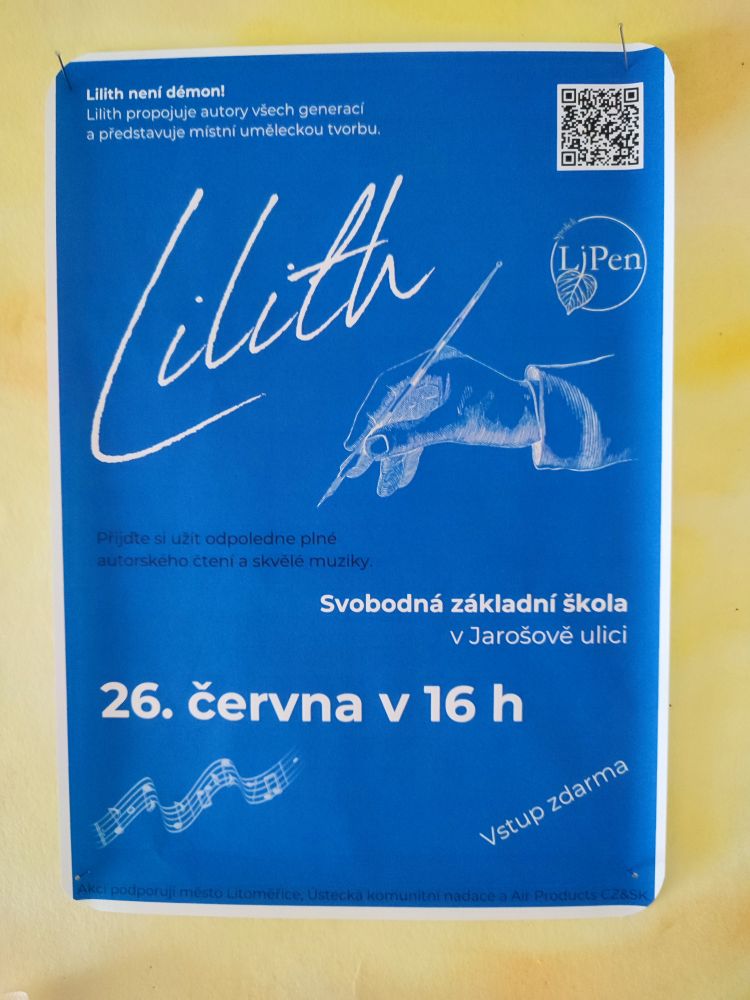 Lilith není démon!
Lilith propojuje autory všech generací
a představuje místní uměleckou tvorbu.
Lilith
spolek
LjPen
Přijďte si užít odpoledne plné
autorského čtení a skvělé muziky.
Svobodná základní škola
v Jarošově ulici
26. června v 16 h
Vstup zdarma
Akci podporují město Litoměřice, Ústecká komunitní nadace a Air Products CZ&SK